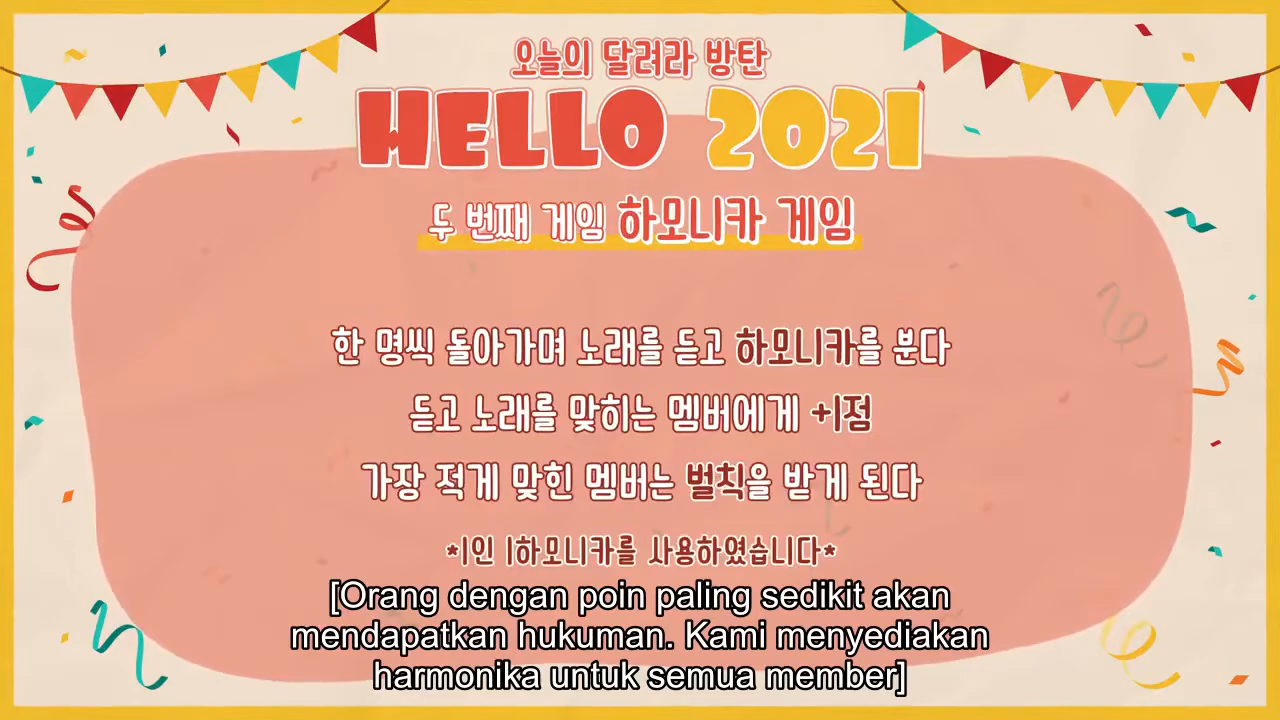 오늘의 달려라 방탄
HELLO 2021
두 번째 게임 하모니카 게임
한 명씩 돌아가며 노래를 듣고 하모니카를 분다
듣고 노래를 맞히는 멤버에게 +1점
가장 적게 맞힌 멤버는 벌칙을 받게 된다
*1인 1하모니카를 사용하였습니다*
[Orang dengan poin paling sedikit akan
mendapatkan hukuman. Kami menyediakan
harmonika untuk semua member]